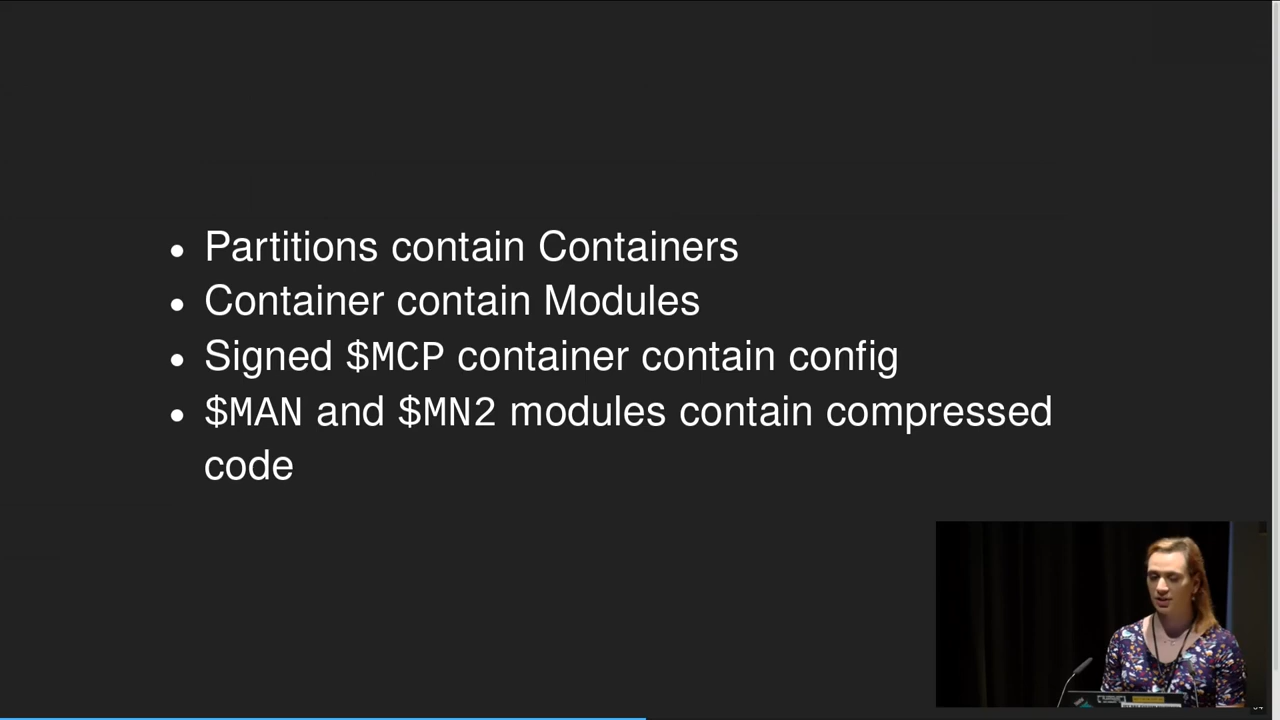 Partitions contain Containers
Container contain Modules
Signed $MCP container contain config
$MAN and $MN2 modules contain compressed
code